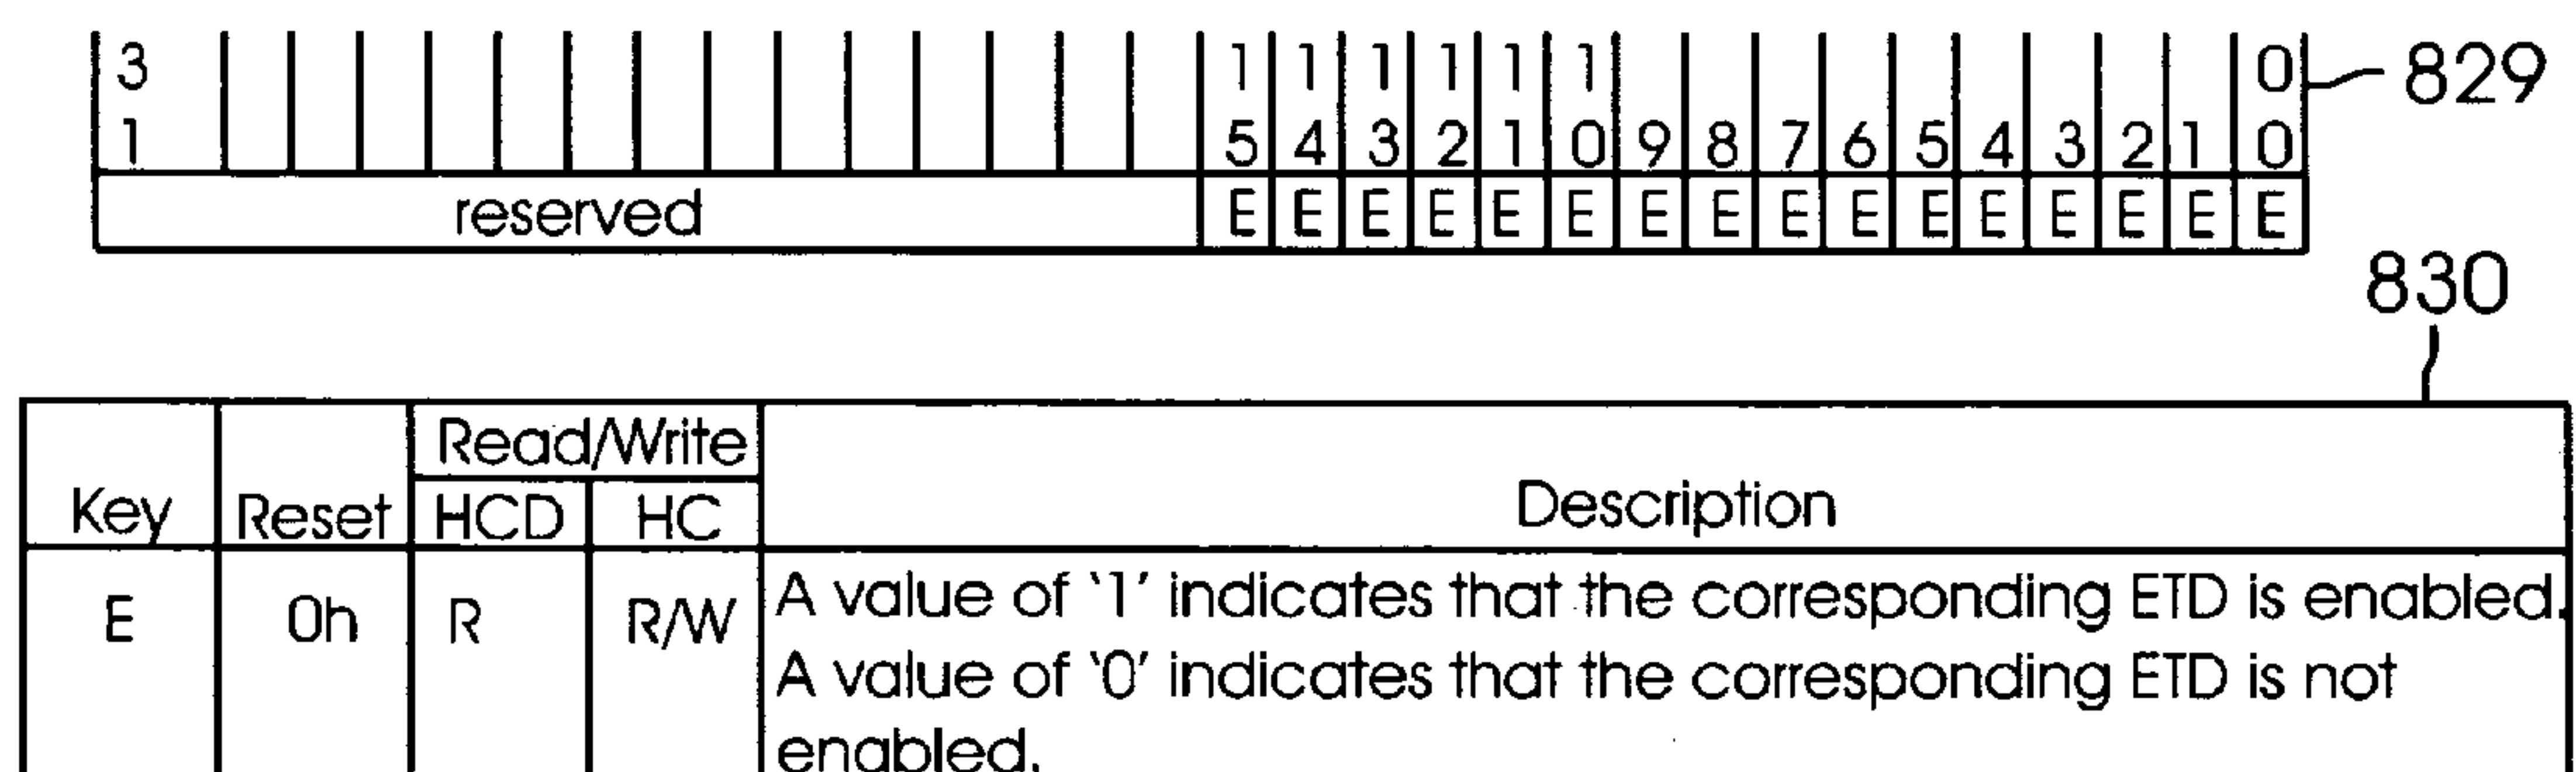 3 1 1 1 1 1 1 0 829
1 5 4 3 2 1 0 9 8 7 6 5 4 3 2 1 0
reserved E E E E E E E E E E E E E E E E
830
Read/Write
Key Reset HCD HC Description
E 0h R R/W A value of '1' indicates that the corresponding ETD is enabled.
A value of '0' indicates that the corresponding ETD is not
enabled.